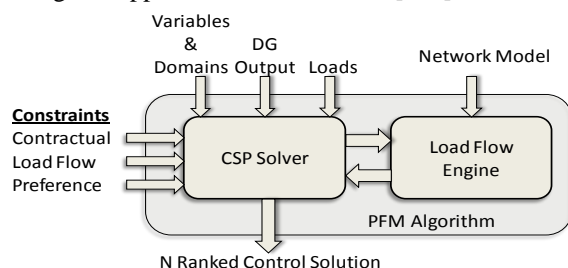 Variables
&
Domains
DG
Output
Loads
Network Model
Constraints
Contractual
Load Flow
Preference
CSP Solver
Load Flow
Engine
PFM Algorithm
N Ranked Control Solution